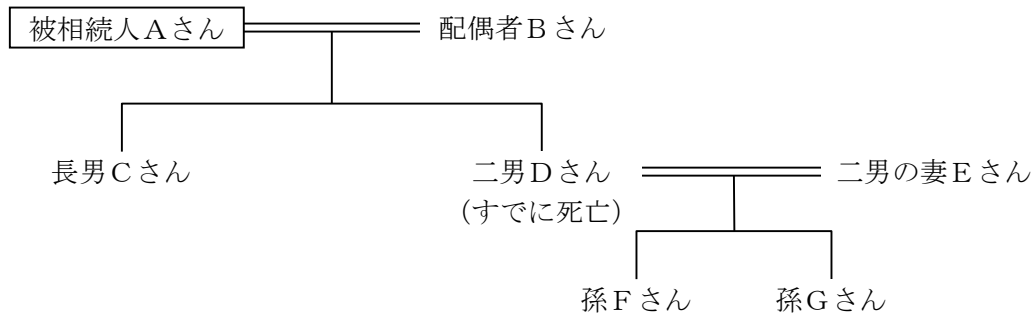 被相続人Aさん
配偶者Bさん
長男Cさん
二男Dさん
(すでに死亡)
二男の妻Eさん
孫Fさん
孫Gさん